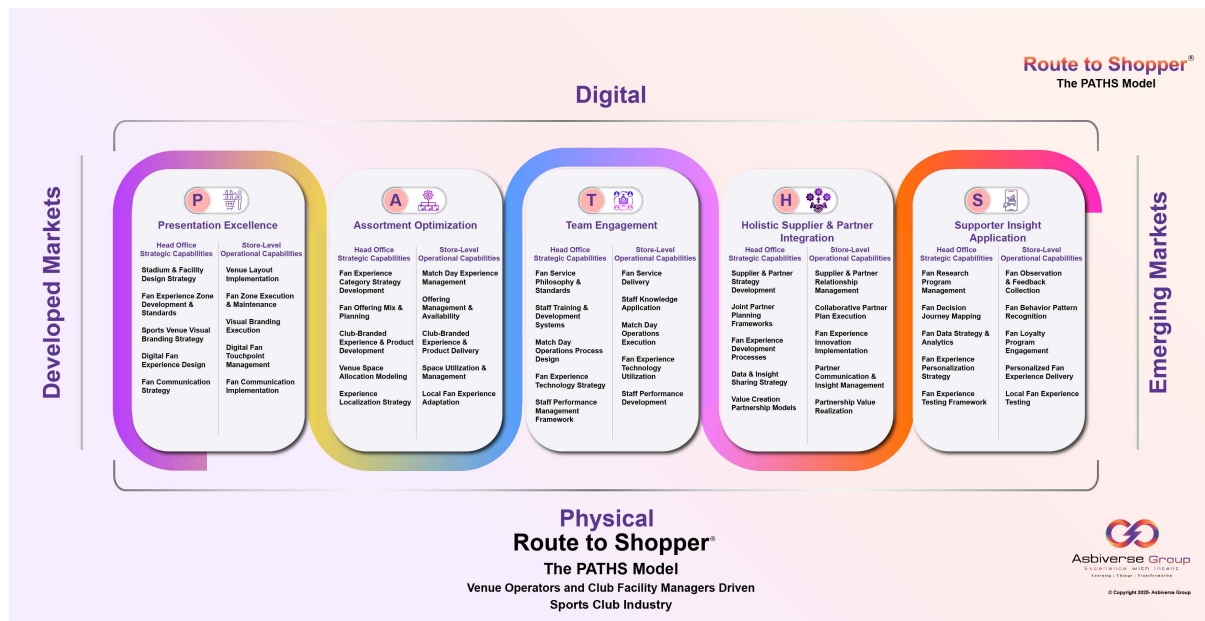 Route to Shopper®
The PATHS Model
Digital
Developed Markets
Emerging Markets
P
Presentation Excellence
Head Office
Strategic Capabilities
Stadium & Facility
Design Strategy
Fan Experience Zone
Development &
Standards
Sports Venue Visual
Branding Strategy
Digital Fan
Experience Design
Fan Communication
Strategy
Store-Level
Operational Capabilities
Venue Layout
Implementation
Fan Zone Execution
& Maintenance
Visual Branding
Execution
Digital Fan
Touchpoint
Management
Fan Communication
Implementation
A
Assortment Optimization
Head Office
Strategic Capabilities
Fan Experience
Category Strategy
Development
Fan Offering Mix &
Planning
Club-Branded
Experience & Product
Development
Venue Space
Allocation Modeling
Experience
Localization Strategy
Store-Level
Operational Capabilities
Match Day Experience
Management
Offering
Management &
Availability
Club-Branded
Experience &
Product Delivery
Space Utilization &
Management
Local Fan Experience
Adaptation
T
Team Engagement
Head Office
Strategic Capabilities
Fan Service
Philosophy &
Standards
Staff Training &
Development
Systems
Match Day
Operations Process
Design
Fan Experience
Technology Strategy
Staff Performance
Management
Framework
Store-Level
Operational Capabilities
Fan Service
Delivery
Staff Knowledge
Application
Match Day
Operations
Execution
Fan Experience
Technology
Utilization
Staff Performance
Development
H
Holistic Supplier & Partner
Integration
Head Office
Strategic Capabilities
Supplier & Partner
Strategy
Development
Joint Partner
Planning
Frameworks
Fan Experience
Development
Processes
Data & Insight
Sharing Strategy
Value Creation
Partnership Models
Store-Level
Operational Capabilities
Supplier & Partner
Relationship
Management
Collaborative Partner
Plan Execution
Fan Experience
Innovation
Implementation
Partner
Communication &
Insight Management
Partnership Value
Realization
S
Supporter Insight
Application
Head Office
Strategic Capabilities
Fan Research
Program
Management
Fan Decision
Journey Mapping
Fan Data Strategy &
Analytics
Fan Experience
Personalization
Strategy
Fan Experience
Testing Framework
Store-Level
Operational Capabilities
Fan Observation
& Feedback
Collection
Fan Behavior Pattern
Recognition
Fan Loyalty
Program
Engagement
Personalized Fan
Experience Delivery
Local Fan Experience
Testing
Physical
Route to Shopper®
The PATHS Model
Venue Operators and Club Facility Managers Driven
Sports Club Industry
Asbiverse Group
Excellence with Intent
Learning | Change | Transformation
© Copyright 2025- Asbiverse Group